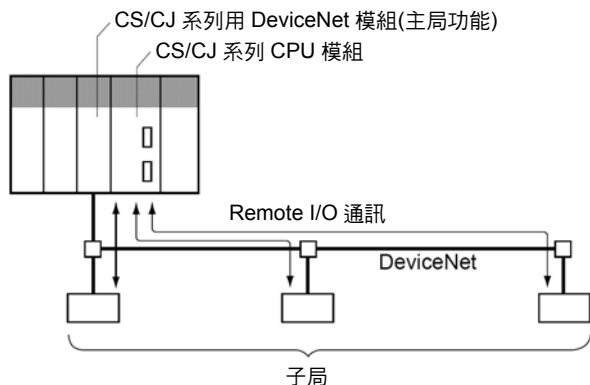 CS/CJ 系列用 DeviceNet 模組(主局功能)
CS/CJ 系列 CPU 模組
Remote I/O 通訊
DeviceNet
子局